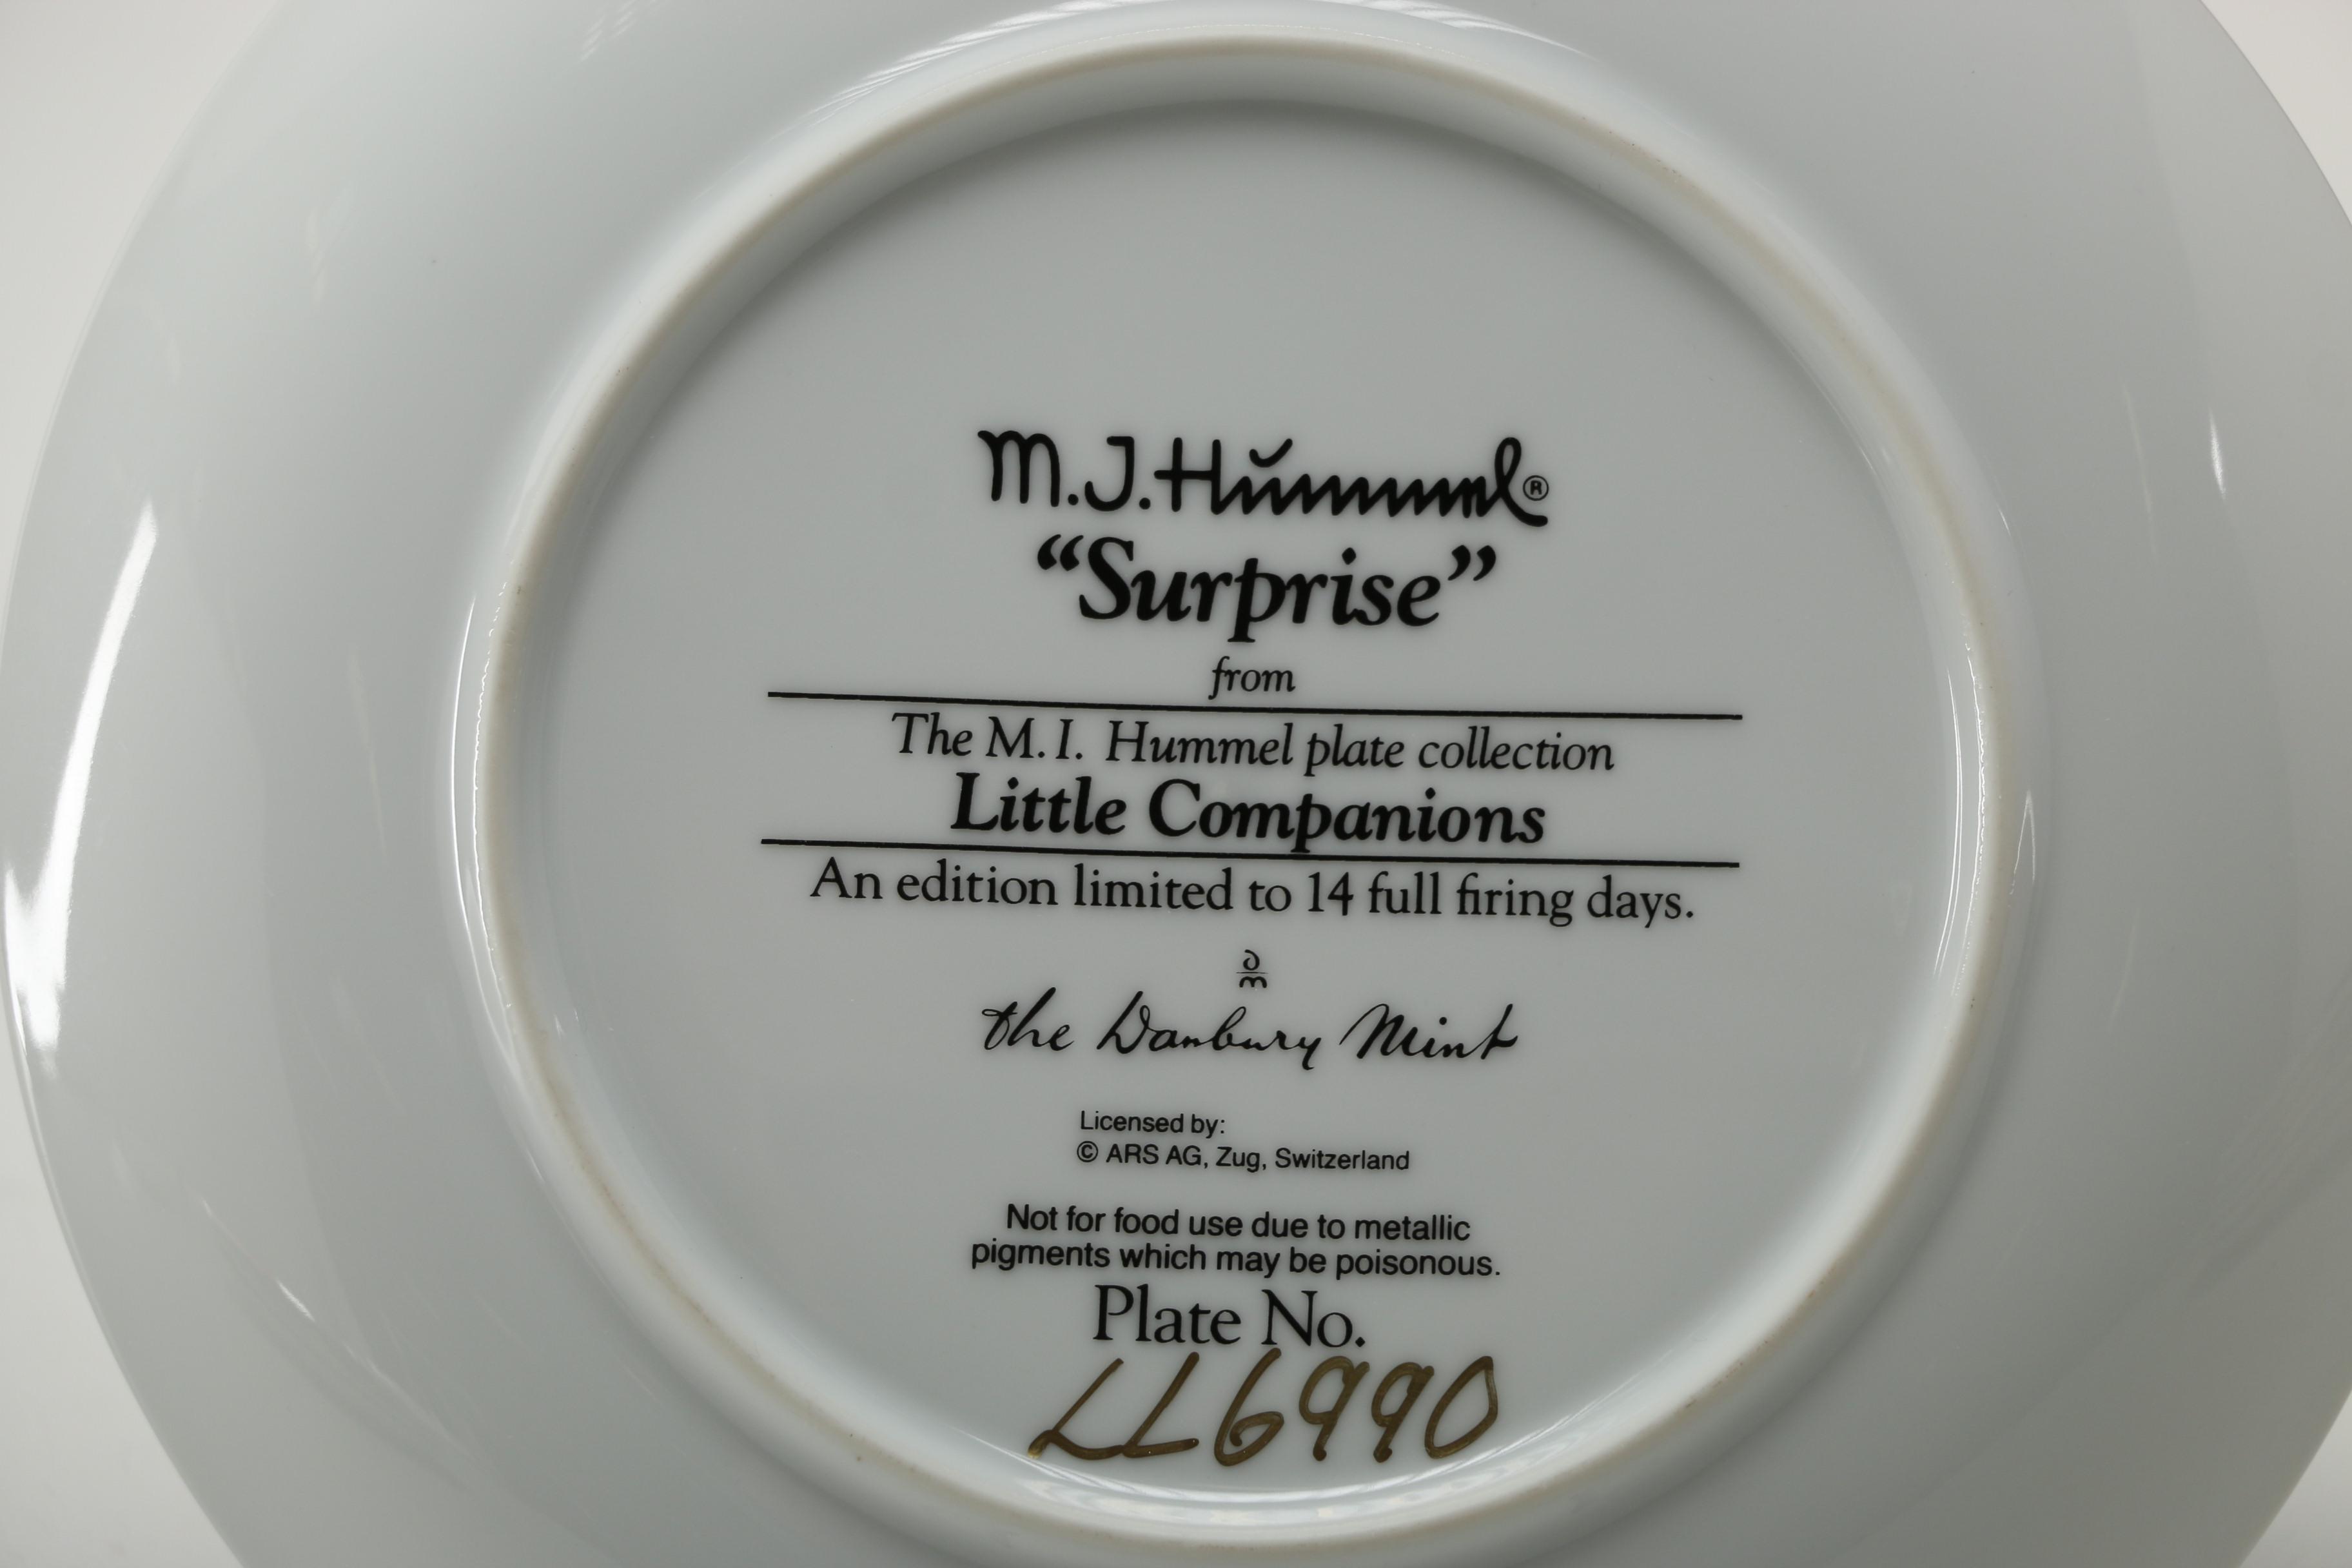 M.J.Hŭmmel®
“Surprise”
from
The M. I. Hummel plate collection
Little Companions
An edition limited to 14 full firing days.
dm
the Danbury Mint
Licensed by:
© ARS AG, Zug, Switzerland
Not for food use due to metallic
pigments which may be poisonous.
Plate No.
LL6990